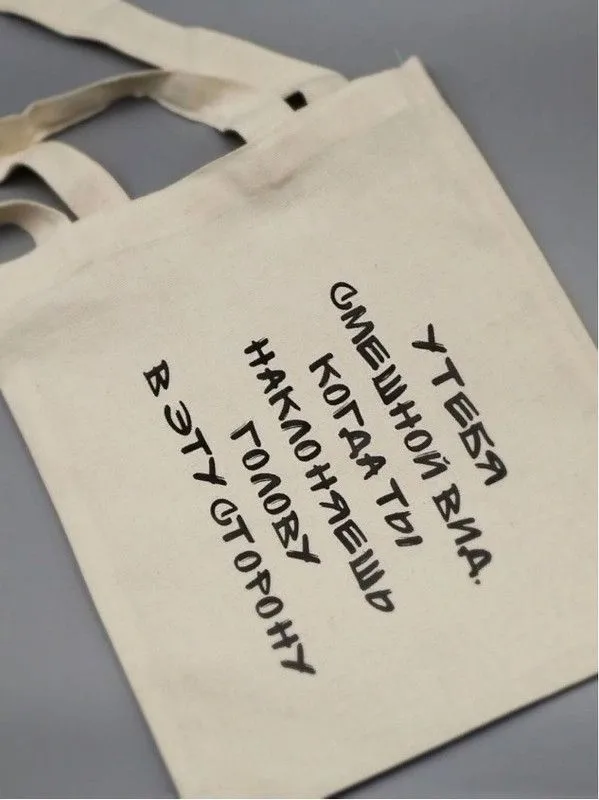 У ТЕБЯ
СМЕШНОЙ ВИД.
КОГДА ТЫ
НАКЛОНЯЕШЬ
ГОЛОВУ
В ЭТУ СТОРОНУ